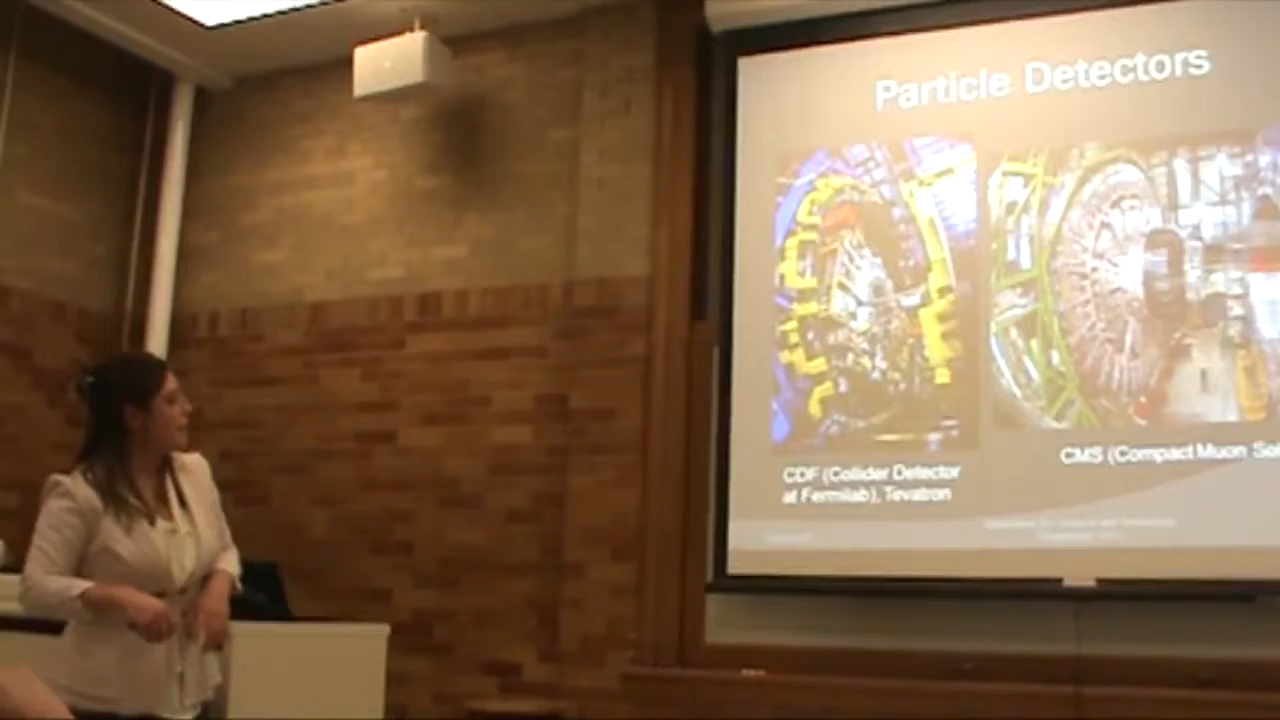 Particle Detectors
CDF (Collider Detector
at Fermilab), Tevatron
CMS (Compact Muon